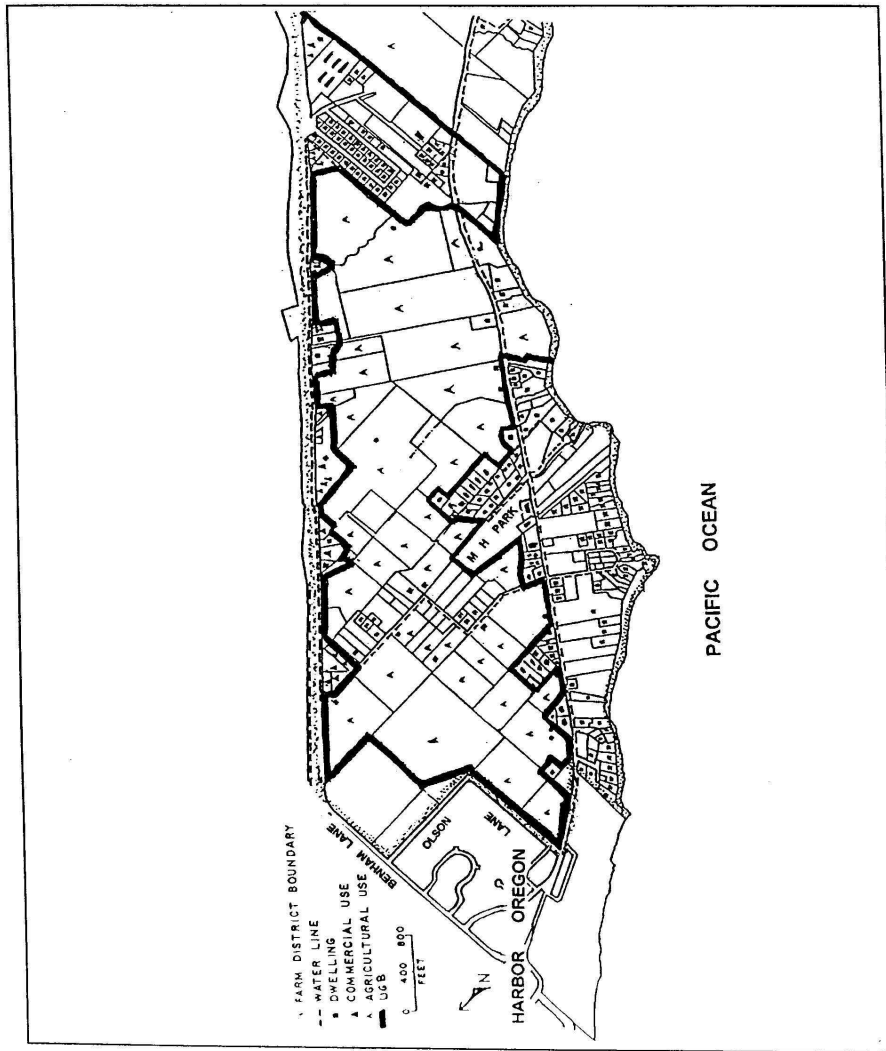 FARM DISTRICT BOUNDARY
WATER LINE
DWELLING
COMMERCIAL USE
AGRICULTURAL USE
UGB
0 400 800
FEET
N
BENHAM LANE
OLSON LANE
HARBOR OREGON
M H PARK
PACIFIC OCEAN